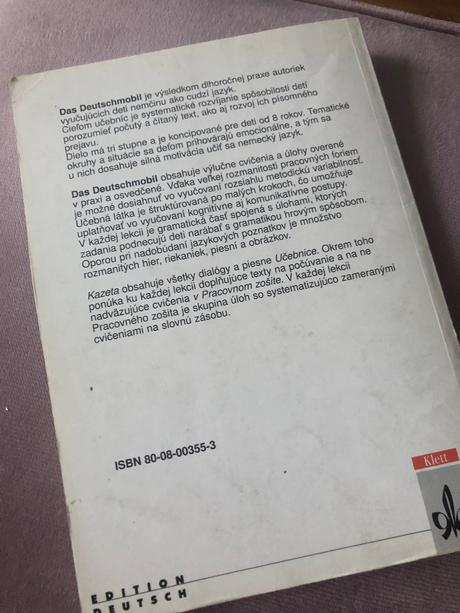 Das Deutschmobil je výsledkom dlhoročnej praxe autoriek
vyučujúcich deti nemčinu ako cudzí jazyk.
Cieľom učebnic je systematické rozvíjanie spôsobilosti detí
porozumieť počutý a čítaný text, ako aj rozvoj ich písomného
prejavu.
Dielo má tri stupne a je koncipované pre deti od 8 rokov. Tematické
okruhy a situácie sa deťom prihovárajú emocionálne, a tým sa
u nich dosahuje silná motivácia učiť sa nemecký jazyk.
Das Deutschmobil obsahuje výlučne cvičenia a úlohy overené
v praxi a osvedčené. Vďaka veľkej rozmanitosti pracovných foriem
je možné dosiahnuť vo vyučovaní rozsiahlu metodickú variabilnosť.
Učebná látka je štruktúrovaná po malých krokoch, čo umožňuje
uplatňovať vo vyučovaní kognitívne aj komunikatívne postupy.
V každej lekcii je gramatická časť spojená s úlohami, ktorých
zadania podnecujú deti narábať s gramatikou hrovým spôsobom.
Oporou pri nadobúdaní jazykových poznatkov je množstvo
rozmanitých hier, riekaniek, piesní a obrázkov.
Kazeta obsahuje všetky dialógy a piesne Učebnice. Okrem toho
ponúka ku každej lekcii doplňujúce texty na počúvanie a na ne
nadväzujúce cvičenia v Pracovnom zošite. V každej lekcii
Pracovného zošita je skupina úloh so systematizujúco zameranými
cvičeniami na slovnú zásobu.
ISBN 80-08-00355-3
Klett
EDITION
DEUTSCH